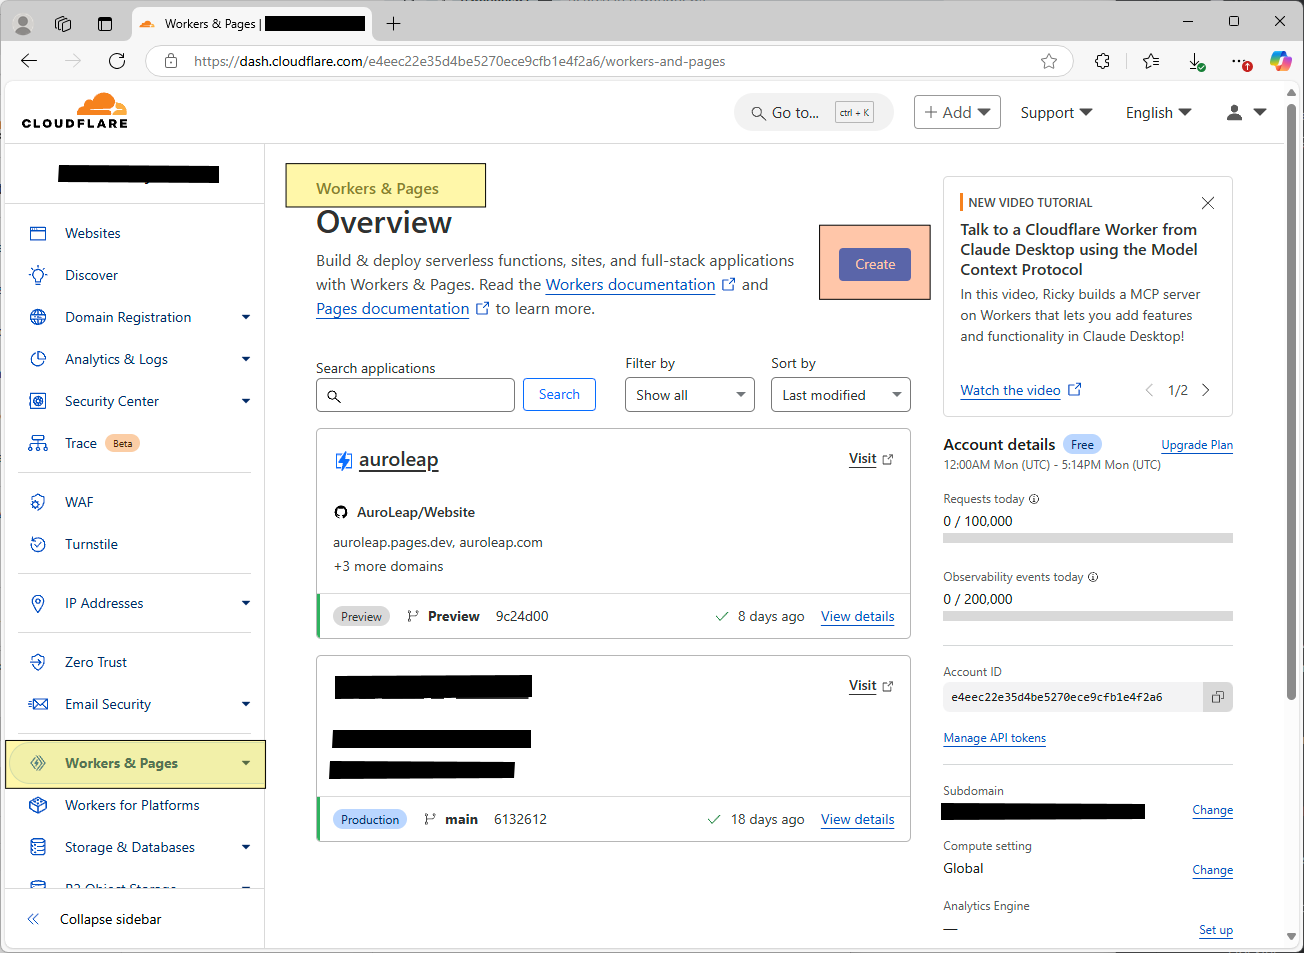 Workers & Pages |
https://dash.cloudflare.com/e4eec22e35d4be5270ece9cfb1e4f2a6/workers-and-pages
CLOUDFLARE
Go to... ctrl + K
+ Add
Support
English
Websites
Discover
Domain Registration
Analytics & Logs
Security Center
Trace Beta
WAF
Turnstile
IP Addresses
Zero Trust
Email Security
Workers & Pages
Workers for Platforms
Storage & Databases
R2 Object Storage
Collapse sidebar
Workers & Pages
Overview
Build & deploy serverless functions, sites, and full-stack applications
with Workers & Pages. Read the Workers documentation and
Pages documentation to learn more.
Create
Search applications
Search
Filter by
Show all
Sort by
Last modified
auroleap
Visit
AuroLeap/Website
auroleap.pages.dev, auroleap.com
+3 more domains
Preview Preview 9c24d00 8 days ago View details
Visit
Production main 6132612 18 days ago View details
NEW VIDEO TUTORIAL
Talk to a Cloudflare Worker from
Claude Desktop using the Model
Context Protocol
In this video, Ricky builds a MCP server
on Workers that lets you add features
and functionality in Claude Desktop!
Watch the video 1/2
Account details Free Upgrade Plan
12:00AM Mon (UTC) - 5:14PM Mon (UTC)
Requests today
0 / 100,000
Observability events today
0 / 200,000
Account ID
e4eec22e35d4be5270ece9cfb1e4f2a6
Manage API tokens
Subdomain
Change
Compute setting
Global
Change
Analytics Engine
—
Set up